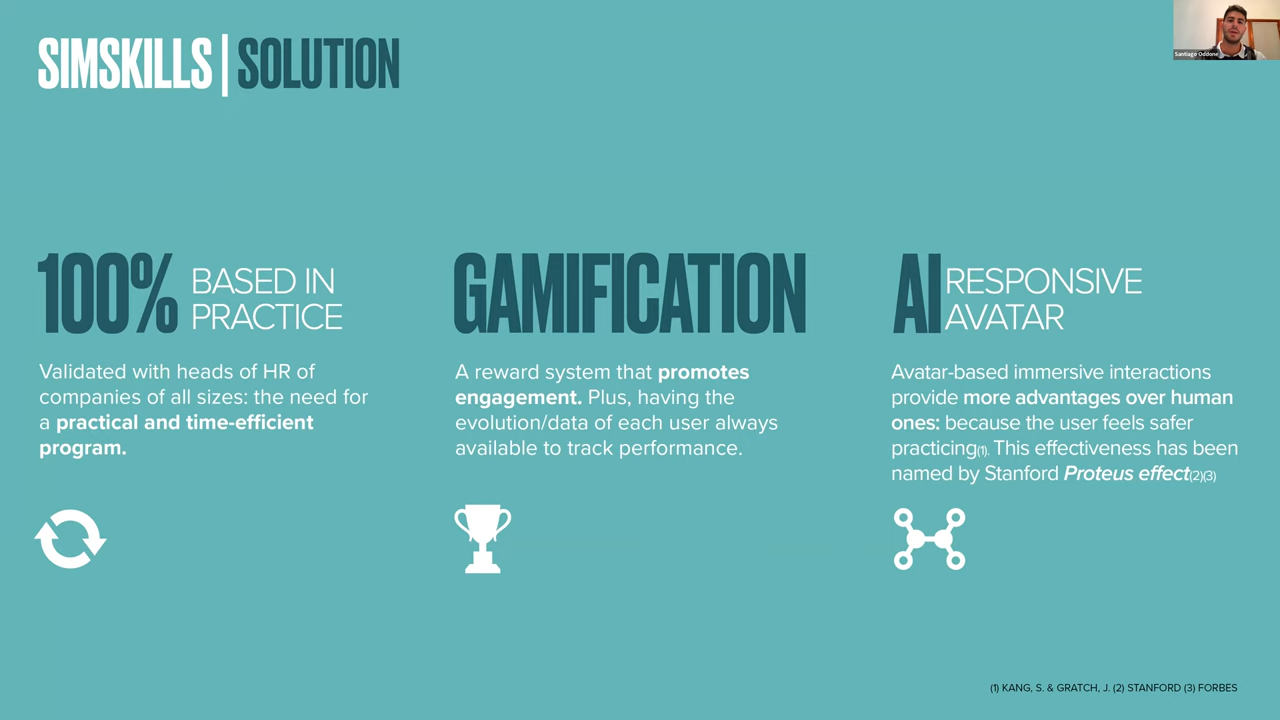 SIMSKILLS | SOLUTION
Santiago Oddone
100% BASED IN
PRACTICE
Validated with heads of HR of
companies of all sizes: the need for
a practical and time-efficient
program.
GAMIFICATION
A reward system that promotes
engagement. Plus, having the
evolution/data of each user always
available to track performance.
AI RESPONSIVE
AVATAR
Avatar-based immersive interactions
provide more advantages over human
ones: because the user feels safer
practicing(1). This effectiveness has been
named by Stanford Proteus effect(2)(3)
(1) KANG, S. & GRATCH, J. (2) STANFORD (3) FORBES